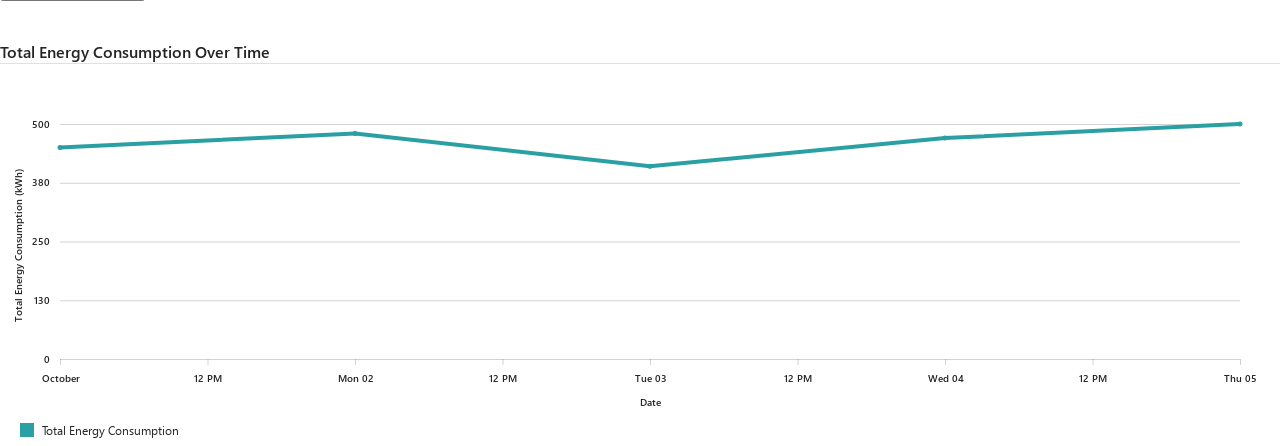 Total Energy Consumption Over Time
500
380
250
130
0
Total Energy Consumption (kWh)
October
12 PM
Mon 02
12 PM
Tue 03
12 PM
Wed 04
12 PM
Thu 05
Date
Total Energy Consumption